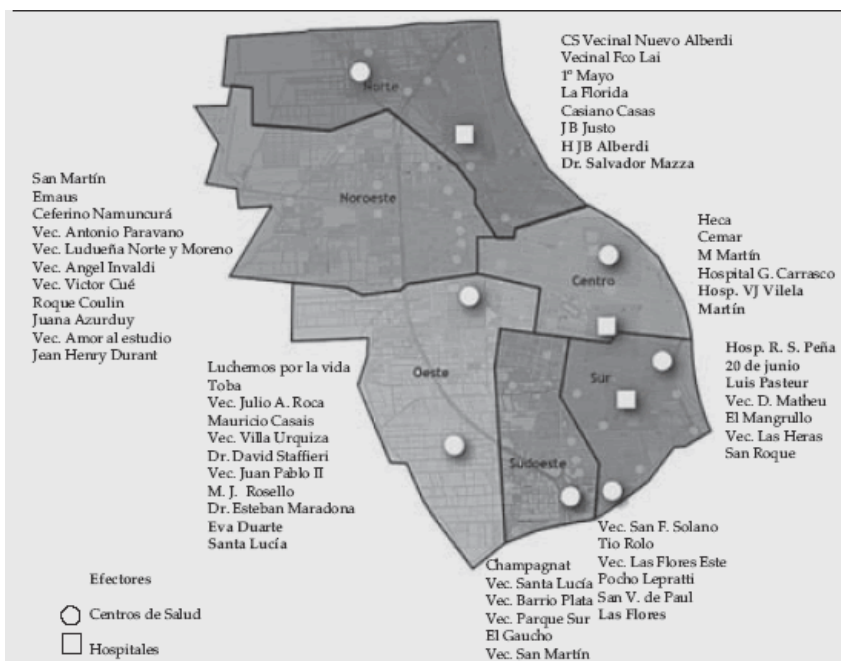 CS Vecinal Nuevo Alberdi
Vecinal Fco Lai
1º Mayo
La Florida
Casiano Casas
J B Justo
H JB Alberdi
Dr. Salvador Mazza
Norte
San Martín
Emaus
Ceferino Namuncurá
Vec. Antonio Paravano
Vec. Ludueña Norte y Moreno
Vec. Angel Invaldi
Vec. Victor Cué
Roque Coulin
Juana Azurduy
Vec. Amor al estudio
Jean Henry Durant
Noroeste
Heca
Cemar
M Martín
Hospital G. Carrasco
Hosp. VJ Vilela
Martín
Centro
Hosp. R. S. Peña
20 de junio
Luis Pasteur
Vec. D. Matheu
El Mangrullo
Vec. Las Heras
San Roque
Sur
Luchemos por la vida
Toba
Vec. Julio A. Roca
Mauricio Casais
Vec. Villa Urquiza
Dr. David Staffieri
Vec. Juan Pablo II
M. J. Rosello
Dr. Esteban Maradona
Eva Duarte
Santa Lucía
Oeste
Sudoeste
Champagnat
Vec. Santa Lucía
Vec. Barrio Plata
Vec. Parque Sur
El Gaucho
Vec. San Martín
Vec. San F. Solano
Tio Rolo
Vec. Las Flores Este
Pocho Lepratti
San V. de Paul
Las Flores
Efectores
Centros de Salud
Hospitales